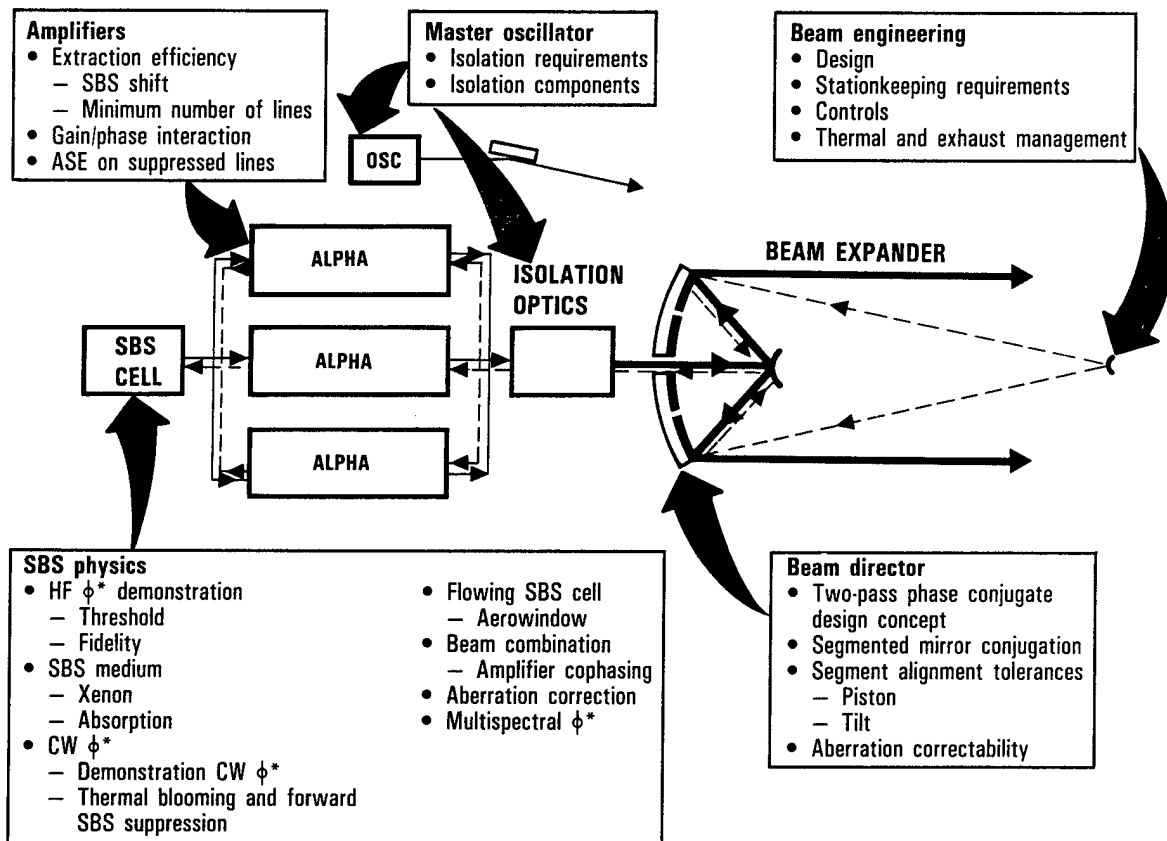 Amplifiers
• Extraction efficiency
– SBS shift
– Minimum number of lines
• Gain/phase interaction
• ASE on suppressed lines
Master oscillator
• Isolation requirements
• Isolation components
Beam engineering
• Design
• Stationkeeping requirements
• Controls
• Thermal and exhaust management
OSC
ALPHA
ISOLATION
OPTICS
BEAM EXPANDER
SBS
CELL
ALPHA
ALPHA
SBS physics
• HF ϕ* demonstration
– Threshold
– Fidelity
• SBS medium
– Xenon
– Absorption
• CW ϕ*
– Demonstration CW ϕ*
– Thermal blooming and forward
SBS suppression
• Flowing SBS cell
– Aerowindow
• Beam combination
– Amplifier cophasing
• Aberration correction
• Multispectral ϕ*
Beam director
• Two-pass phase conjugate
design concept
• Segmented mirror conjugation
• Segment alignment tolerances
– Piston
– Tilt
• Aberration correctability